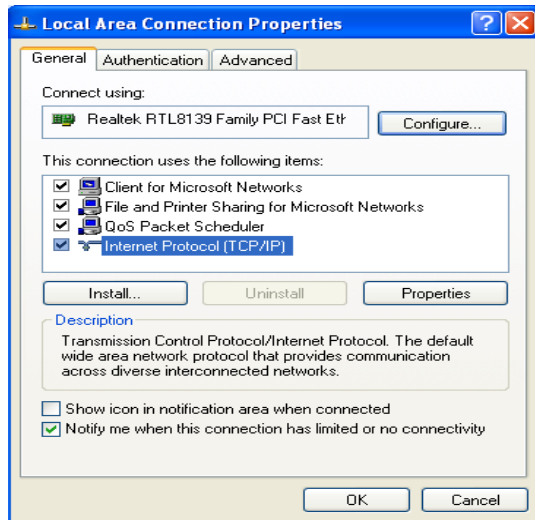 Local Area Connection Properties
General Authentication Advanced
Connect using:
Realtek RTL8139 Family PCI Fast Eth
Configure...
This connection uses the following items:
Client for Microsoft Networks
File and Printer Sharing for Microsoft Networks
QoS Packet Scheduler
Internet Protocol (TCP/IP)
Install... Uninstall Properties
Description
Transmission Control Protocol/Internet Protocol. The default
wide area network protocol that provides communication
across diverse interconnected networks.
Show icon in notification area when connected
Notify me when this connection has limited or no connectivity
OK Cancel